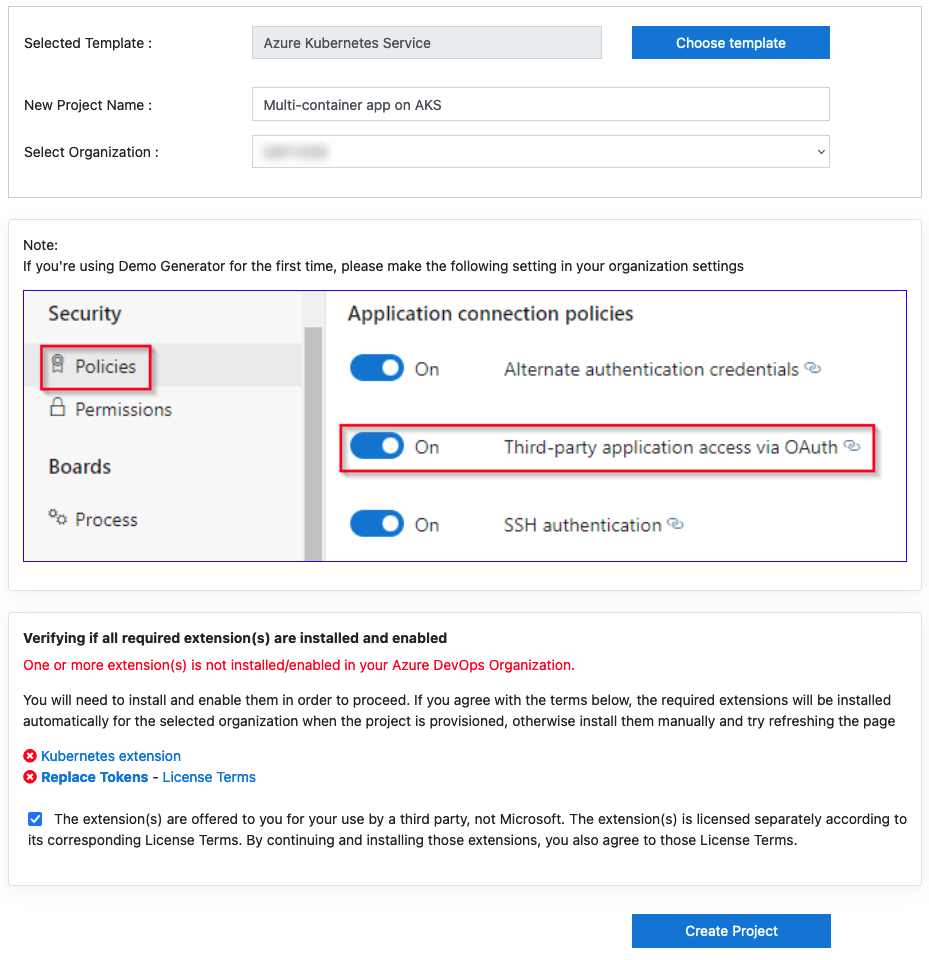 Selected Template :
Azure Kubernetes Service
Choose template
New Project Name :
Multi-container app on AKS
Select Organization :
Note:
If you're using Demo Generator for the first time, please make the following setting in your organization settings
Security
Policies
Permissions
Boards
Process
Application connection policies
On
Alternate authentication credentials
On
Third-party application access via OAuth
On
SSH authentication
Verifying if all required extension(s) are installed and enabled
One or more extension(s) is not installed/enabled in your Azure DevOps Organization.
You will need to install and enable them in order to proceed. If you agree with the terms below, the required extensions will be installed
automatically for the selected organization when the project is provisioned, otherwise install them manually and try refreshing the page
Kubernetes extension
Replace Tokens - License Terms
The extension(s) are offered to you for your use by a third party, not Microsoft. The extension(s) is licensed separately according to
its corresponding License Terms. By continuing and installing those extensions, you also agree to those License Terms.
Create Project